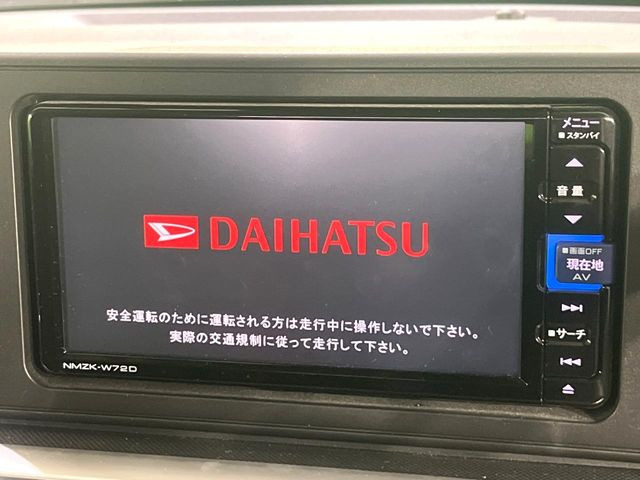 DAIHATSU
安全運転のために運転される方は走行中に操作しないで下さい。
実際の交通規制に従って走行して下さい。
NMZK-W72D
メニュー
■スタンバイ
音量
■画面OFF
現在地
AV
■サーチ